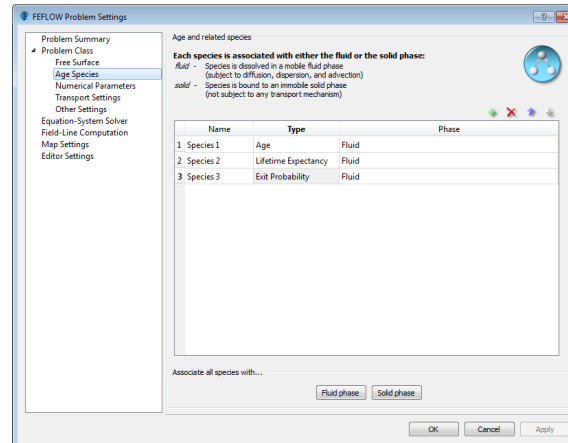 FEFLOW Problem Settings
Problem Summary
Problem Class
Free Surface
Age Species
Numerical Parameters
Transport Settings
Other Settings
Equation-System Solver
Field-Line Computation
Map Settings
Editor Settings
Age and related species
Each species is associated with either the fluid or the solid phase:
fluid - Species is dissolved in a mobile fluid phase
(subject to diffusion, dispersion, and advection)
solid - Species is bound to an immobile solid phase
(not subject to any transport mechanism)
Name Type Phase
1 Species 1 Age Fluid
2 Species 2 Lifetime Expectancy Fluid
3 Species 3 Exit Probability Fluid
Associate all species with...
Fluid phase Solid phase
OK Cancel Apply